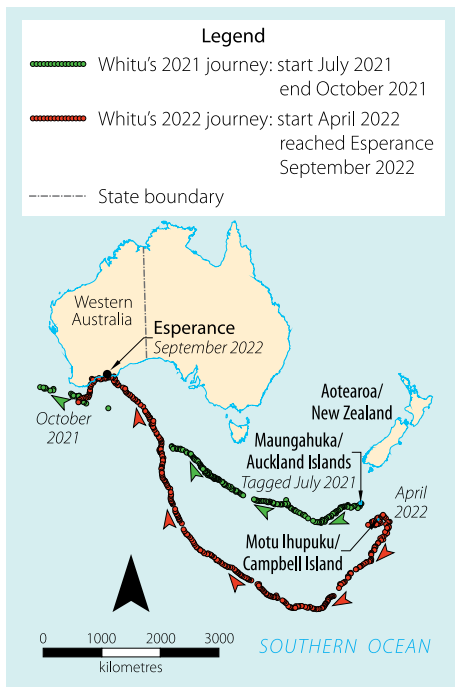 Legend
Whitu's 2021 journey: start July 2021
end October 2021
Whitu's 2022 journey: start April 2022
reached Esperance
September 2022
State boundary
Western
Australia
Esperance
September 2022
October
2021
Aotearoa/
New Zealand
Maungahuka/
Auckland Islands
Tagged July 2021
April
2022
Motu Ihupuku/
Campbell Island
0 1000 2000 3000
kilometres
SOUTHERN OCEAN